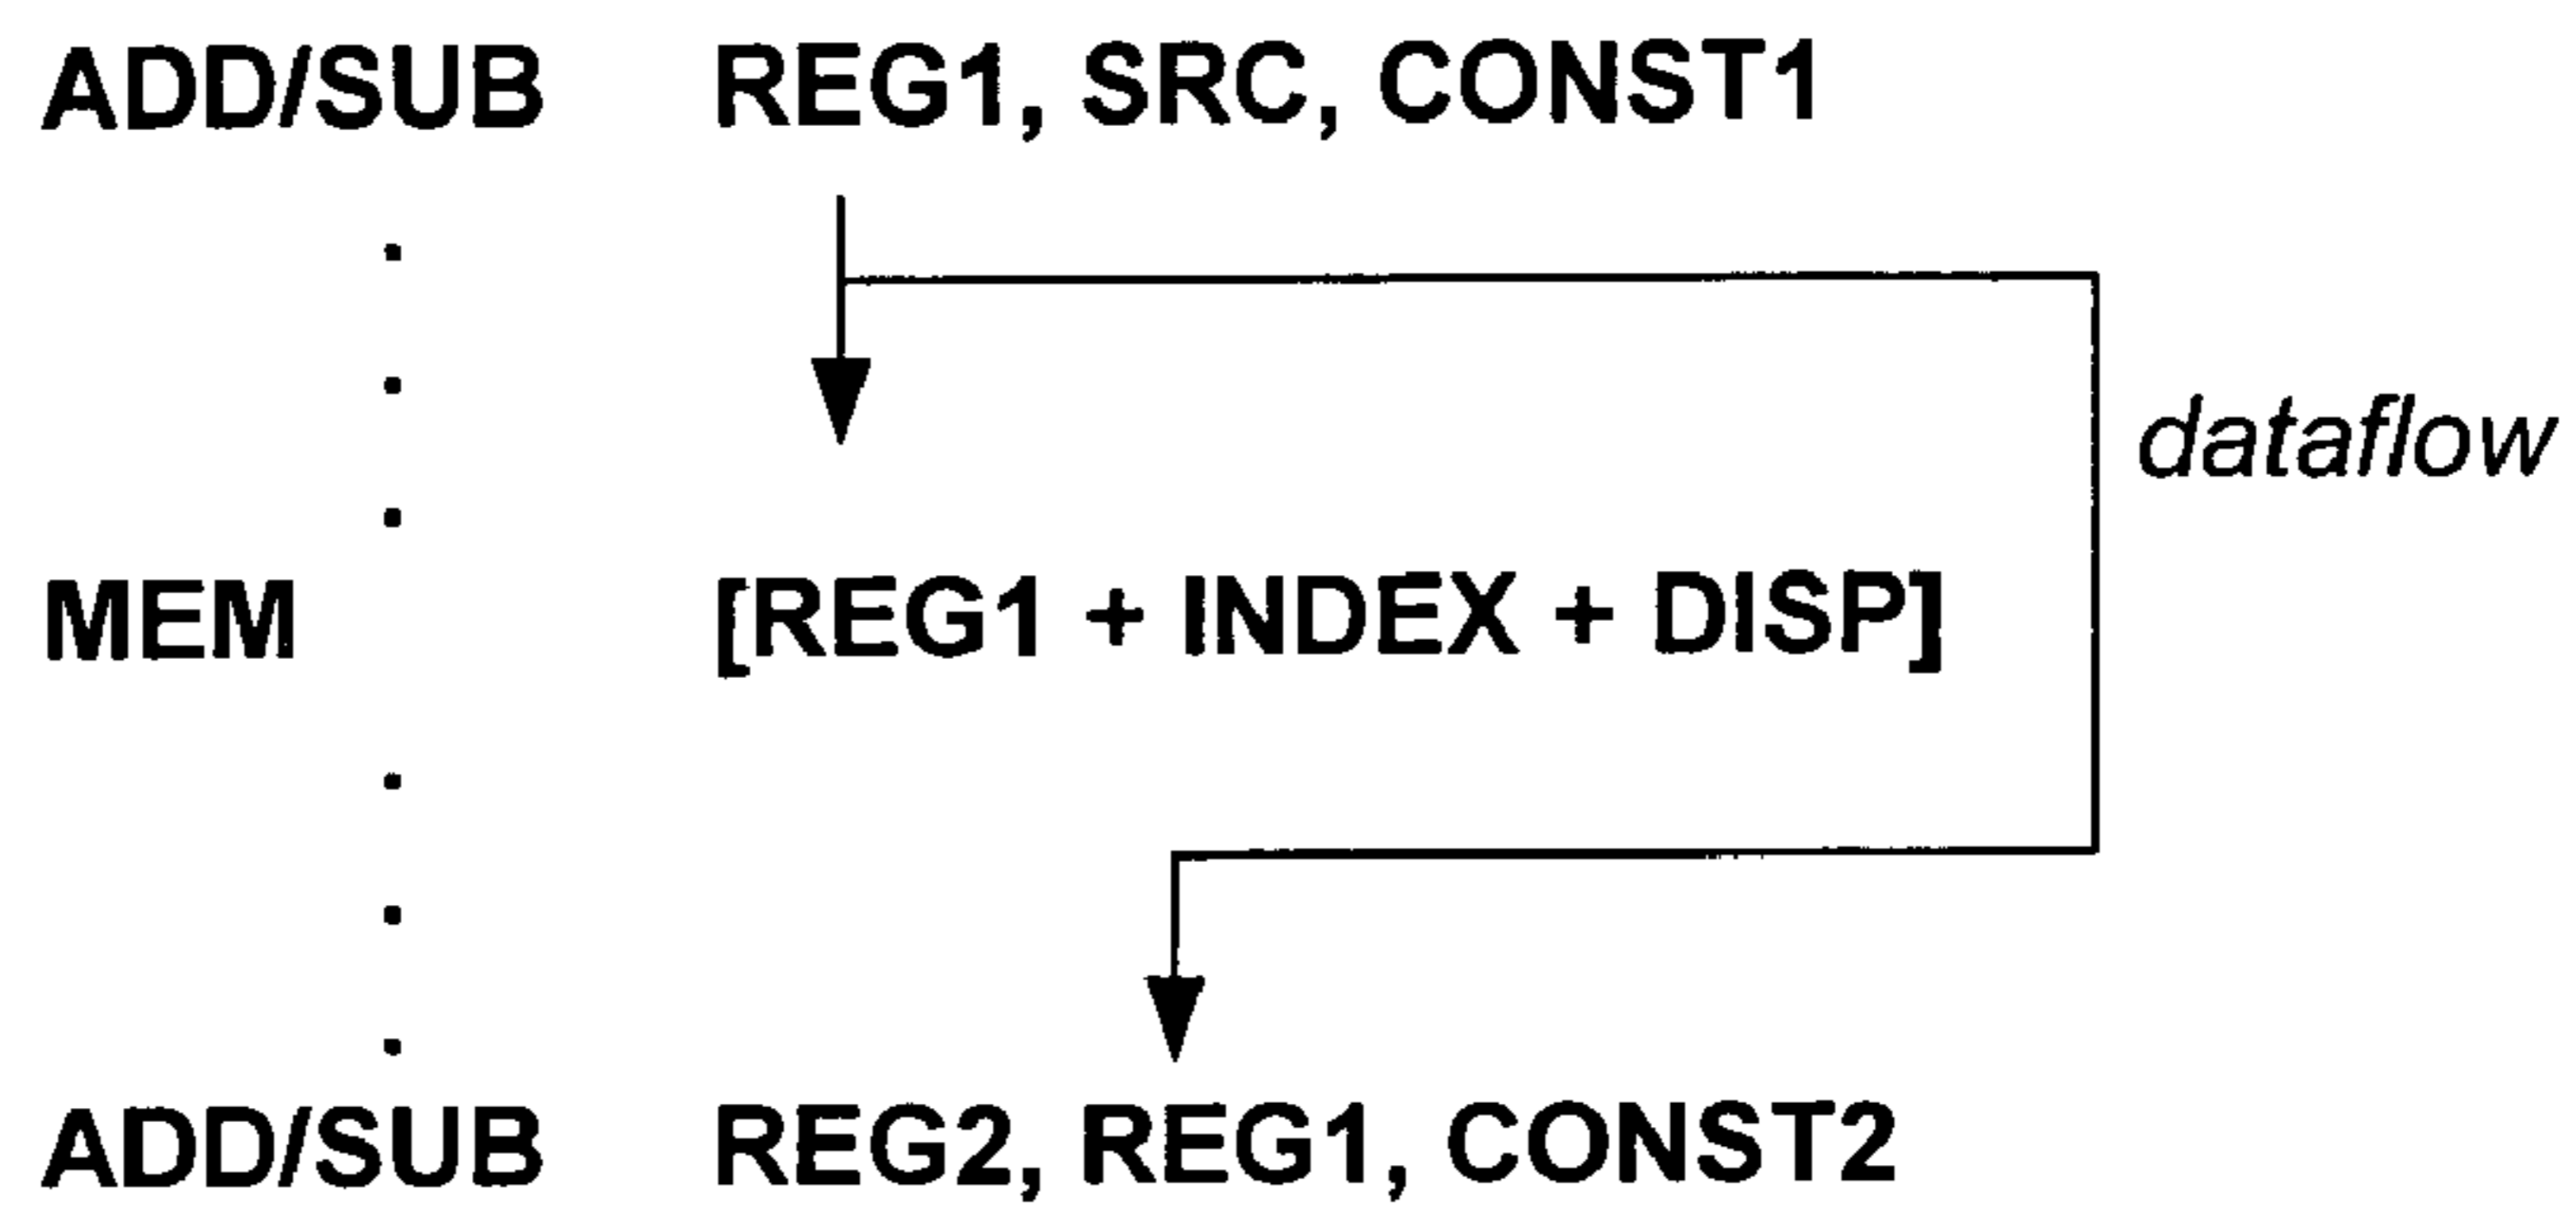 ADD/SUB REG1, SRC, CONST1
dataflow
MEM [REG1 + INDEX + DISP]
ADD/SUB REG2, REG1, CONST2